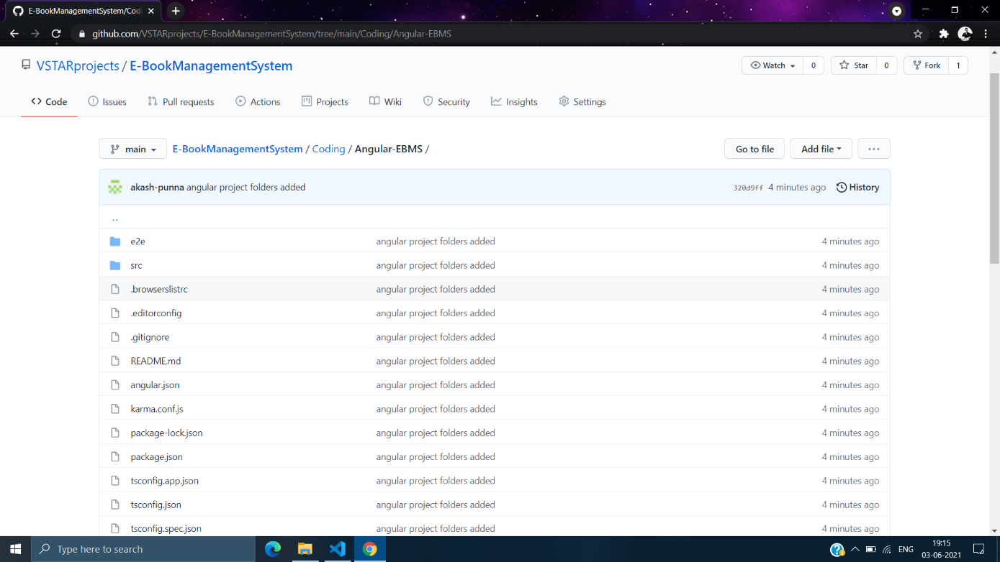 E-BookManagementSystem/Codi
github.com/VSTARprojects/E-BookManagementSystem/tree/main/Coding/Angular-EBMS
VSTARprojects / E-BookManagementSystem
Watch 0 Star 0 Fork 1
Code Issues Pull requests Actions Projects Wiki Security Insights Settings
main E-BookManagementSystem / Coding / Angular-EBMS / Go to file Add file ...
akash-punna angular project folders added 320d9ff 4 minutes ago History
..
e2e angular project folders added 4 minutes ago
src angular project folders added 4 minutes ago
.browserslistrc angular project folders added 4 minutes ago
.editorconfig angular project folders added 4 minutes ago
.gitignore angular project folders added 4 minutes ago
README.md angular project folders added 4 minutes ago
angular.json angular project folders added 4 minutes ago
karma.conf.js angular project folders added 4 minutes ago
package-lock.json angular project folders added 4 minutes ago
package.json angular project folders added 4 minutes ago
tsconfig.app.json angular project folders added 4 minutes ago
tsconfig.json angular project folders added 4 minutes ago
tsconfig.spec.json angular project folders added 4 minutes ago
Type here to search ENG 19:15
03-06-2021